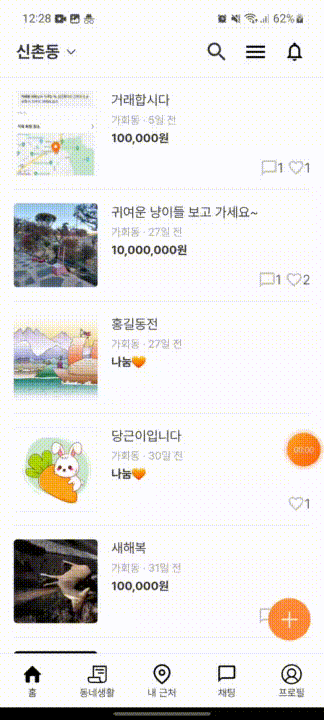 12:28 62%
신촌동
거래합시다
가회동 · 5일 전
100,000원
1 1
귀여운 냥이들 보고 가세요~
가회동 · 27일 전
10,000,000원
1 2
홍길동전
가회동 · 27일 전
나눔🧡
당근이입니다
가회동 · 30일 전
나눔🧡
00:00
1
새해복
가회동 · 31일 전
100,000원
홈 동네생활 내 근처 채팅 프로필